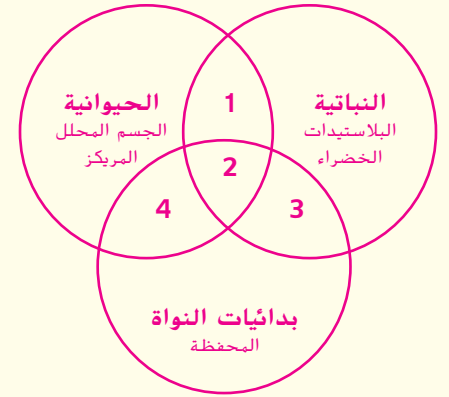 الحيوانية
الجسم المحلل
المريكز
1
النباتية
البلاستيدات
الخضراء
2
4
3
بدائيات النواة
المحفظة